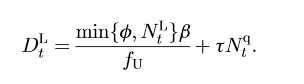 D_t^L = \frac{\min\{\phi, N_t^L\}\beta}{f_U} + \tau N_t^q.